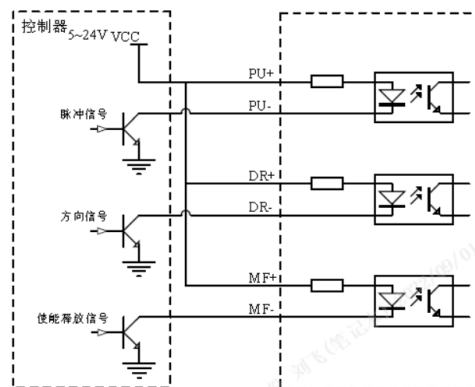 控制器
5~24V VCC
PU+
脉冲信号
PU-
DR+
方向信号
DR-
MF+
使能释放信号
MF-